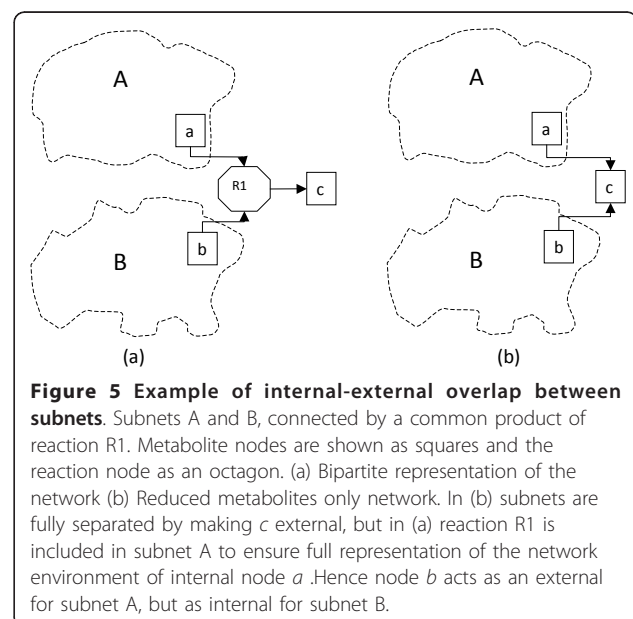 A
A
a
a
R1
c
c
b
b
B
B
(a)
(b)
Figure 5 Example of internal-external overlap between
subnets. Subnets A and B, connected by a common product of
reaction R1. Metabolite nodes are shown as squares and the
reaction node as an octagon. (a) Bipartite representation of the
network (b) Reduced metabolites only network. In (b) subnets are
fully separated by making c external, but in (a) reaction R1 is
included in subnet A to ensure full representation of the network
environment of internal node a .Hence node b acts as an external
for subnet A, but as internal for subnet B.